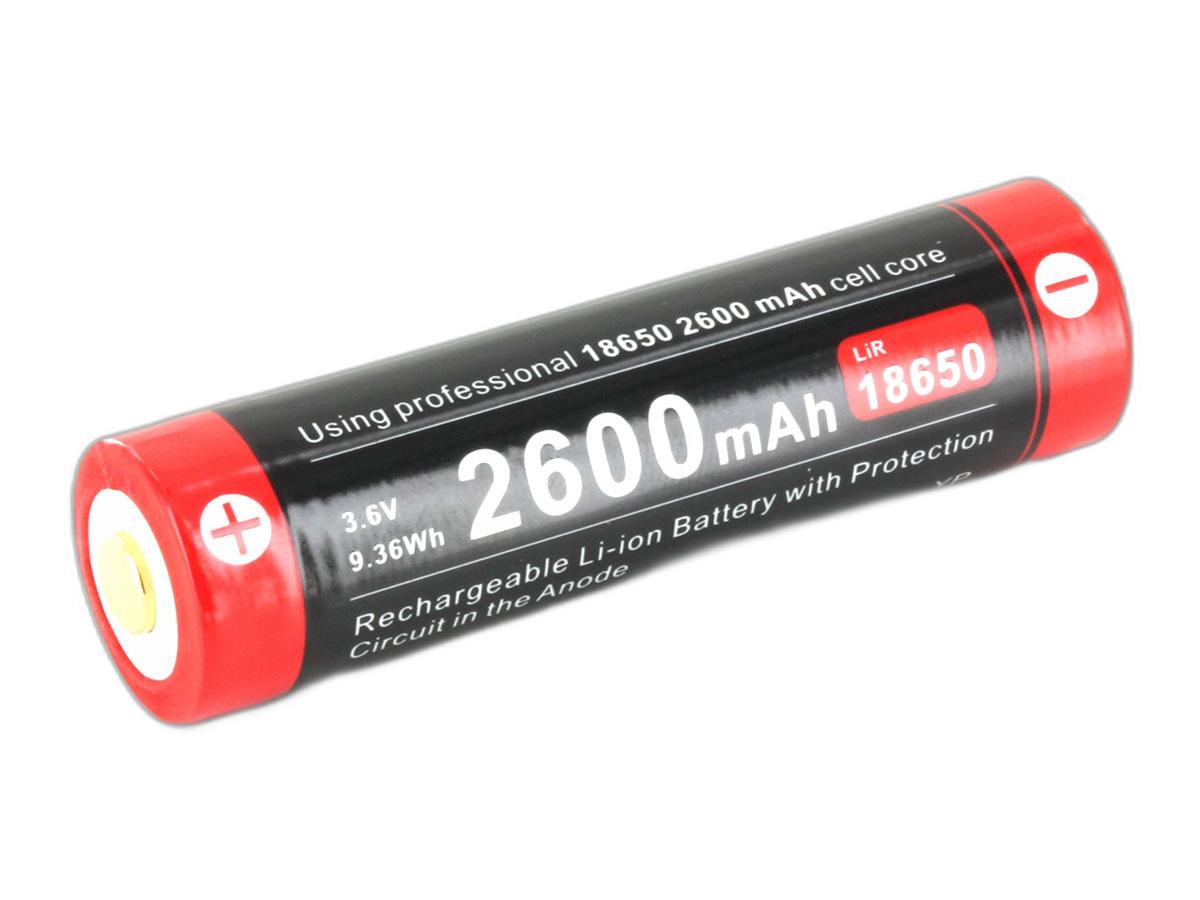 Using professional 18650 2600 mAh cell core
LiR
18650
2600mAh
3.6V
9.36Wh
Rechargeable Li-ion Battery with Protection
Circuit in the Anode